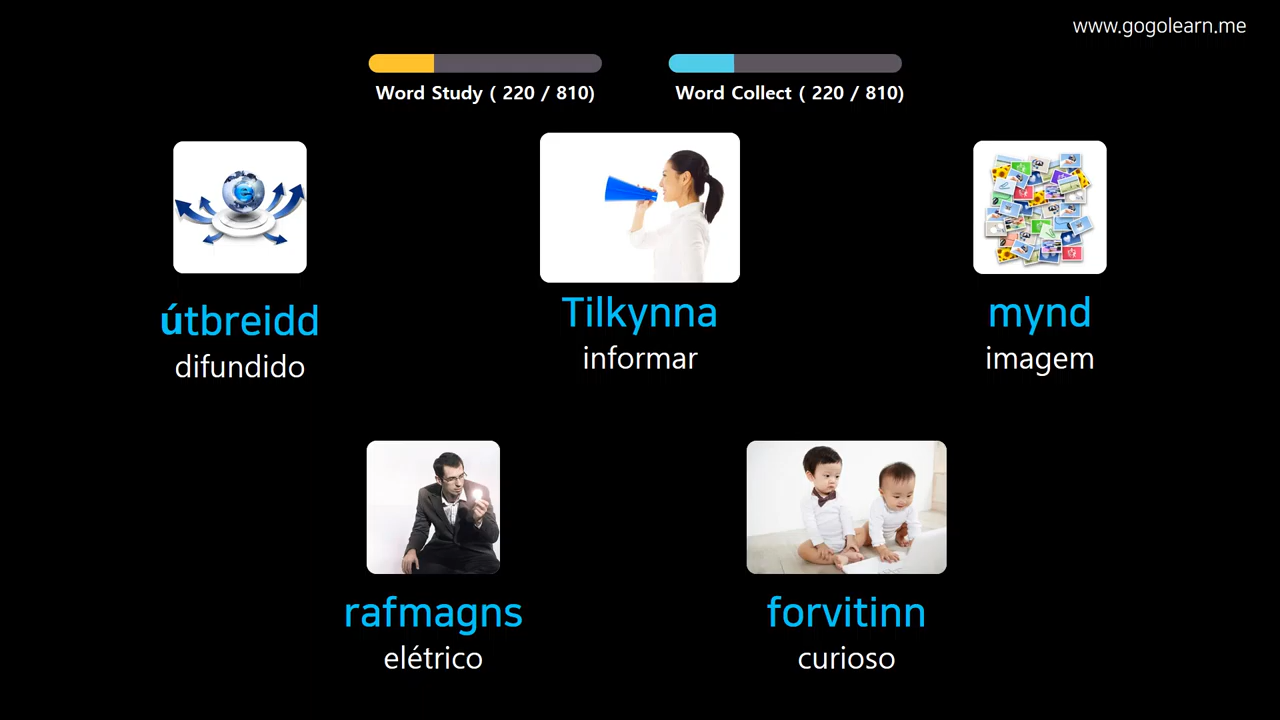 www.gogolearn.me
Word Study ( 220 / 810)
Word Collect ( 220 / 810)
útbreidd
difundido
Tilkynna
informar
mynd
imagem
rafmagns
elétrico
forvitinn
curioso